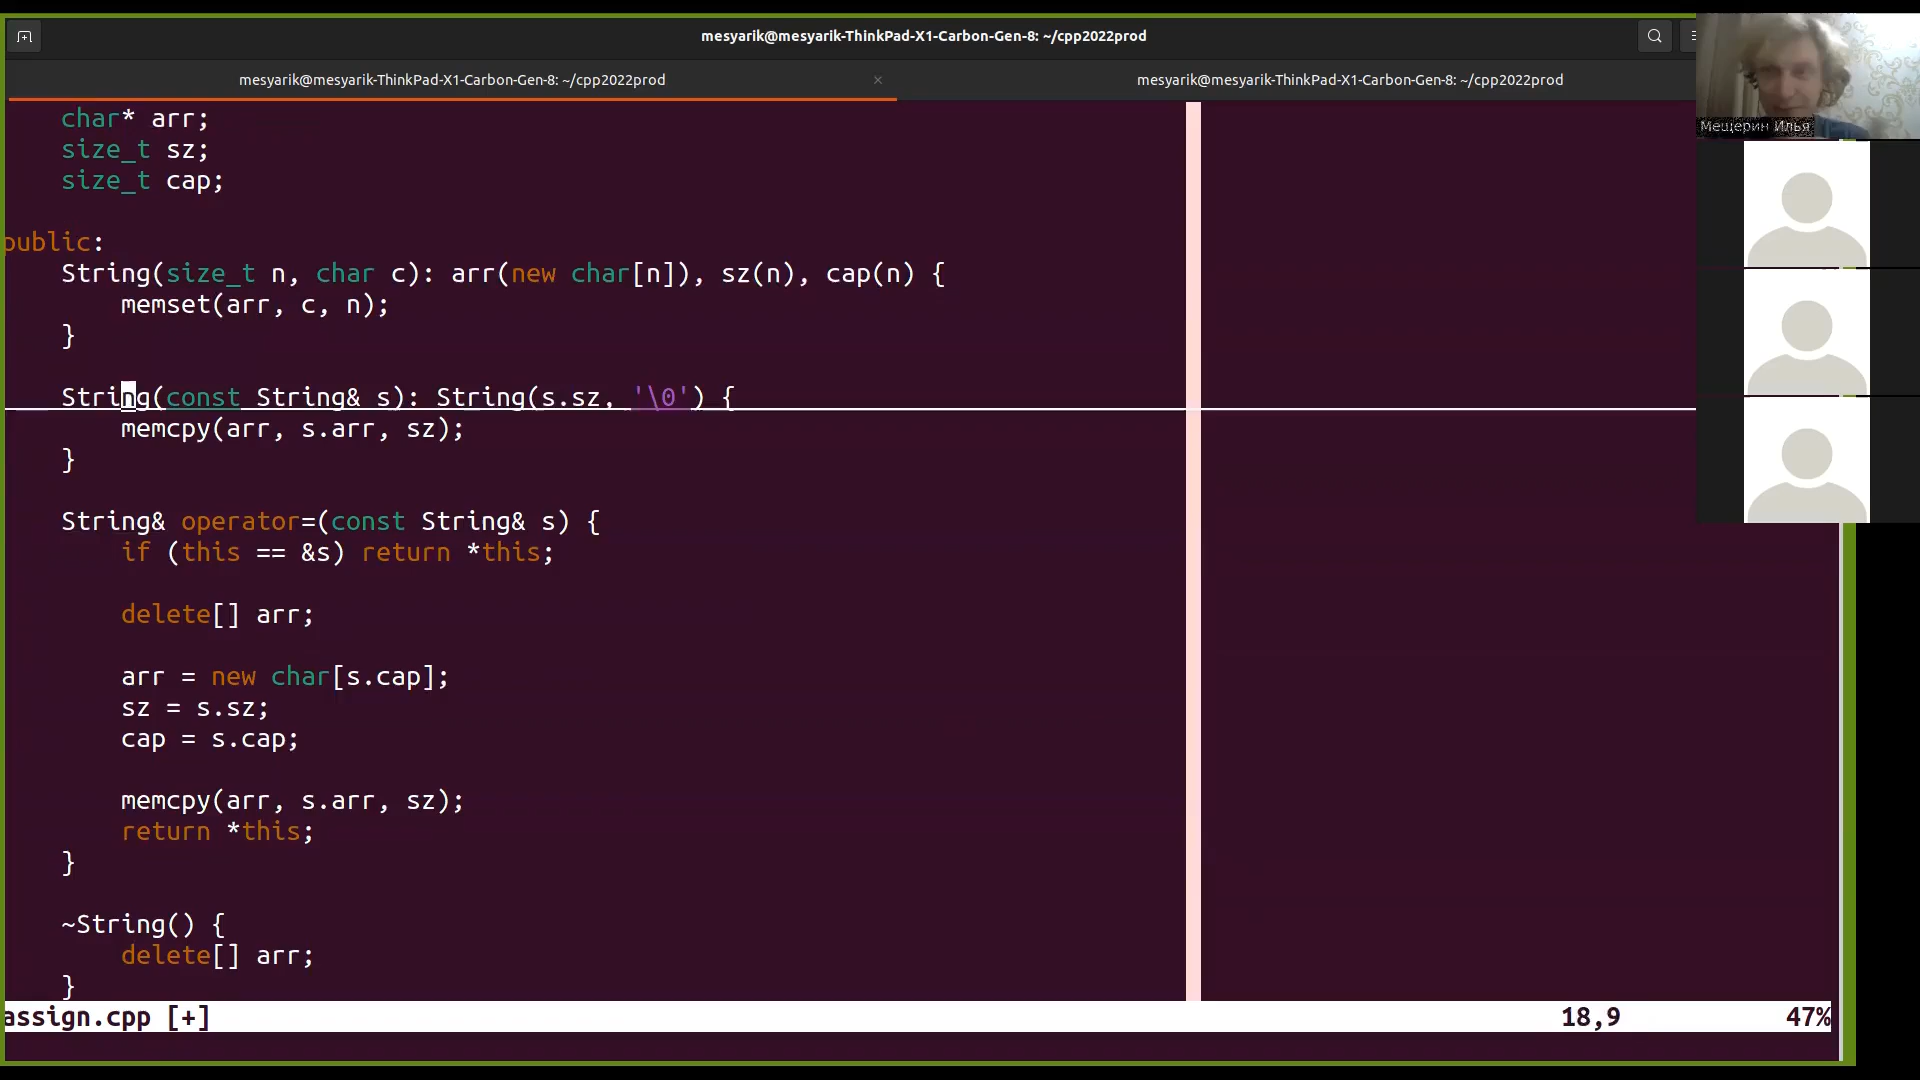 mesyarik@mesyarik-ThinkPad-X1-Carbon-Gen-8: ~/cpp2022prod
mesyarik@mesyarik-ThinkPad-X1-Carbon-Gen-8: ~/cpp2022prod
mesyarik@mesyarik-ThinkPad-X1-Carbon-Gen-8: ~/cpp2022prod
Мещерин Илья
    char* arr;
    size_t sz;
    size_t cap;

public:
    String(size_t n, char c): arr(new char[n]), sz(n), cap(n) {
        memset(arr, c, n);
    }

    String(const String& s): String(s.sz, '\0') {
        memcpy(arr, s.arr, sz);
    }

    String& operator=(const String& s) {
        if (this == &s) return *this;

        delete[] arr;

        arr = new char[s.cap];
        sz = s.sz;
        cap = s.cap;

        memcpy(arr, s.arr, sz);
        return *this;
    }

    ~String() {
        delete[] arr;
    }
assign.cpp [+] 18,9 47%